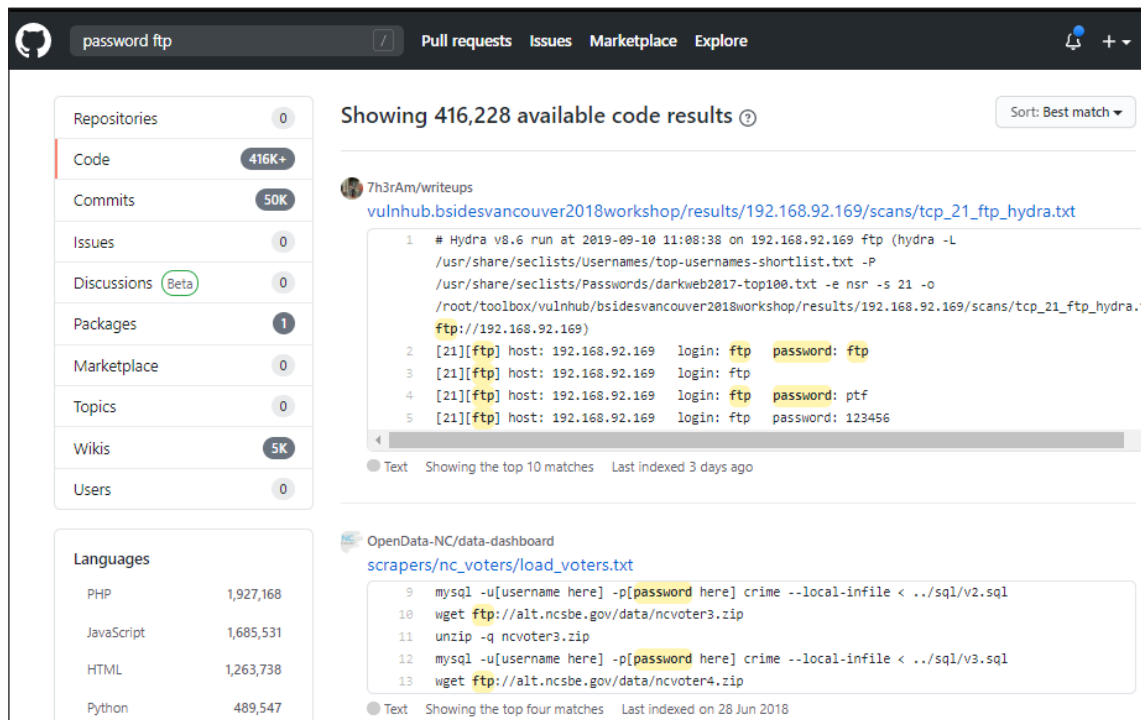 password ftp / Pull requests Issues Marketplace Explore
Repositories 0
Code 416K+
Commits 50K
Issues 0
Discussions Beta 0
Packages 1
Marketplace 0
Topics 0
Wikis 5K
Users 0
Languages
PHP 1,927,168
JavaScript 1,685,531
HTML 1,263,738
Python 489,547
Showing 416,228 available code results ?
Sort: Best match
7h3rAm/writeups
vulnhub.bsidesvancouver2018workshop/results/192.168.92.169/scans/tcp_21_ftp_hydra.txt
1 # Hydra v8.6 run at 2019-09-10 11:08:38 on 192.168.92.169 ftp (hydra -L
/usr/share/seclists/Usernames/top-usernames-shortlist.txt -P
/usr/share/seclists/Passwords/darkweb2017-top100.txt -e nsr -s 21 -o
/root/toolbox/vulnhub/bsidesvancouver2018workshop/results/192.168.92.169/scans/tcp_21_ftp_hydra.
ftp://192.168.92.169)
2 [21][ftp] host: 192.168.92.169 login: ftp password: ftp
3 [21][ftp] host: 192.168.92.169 login: ftp
4 [21][ftp] host: 192.168.92.169 login: ftp password: ptf
5 [21][ftp] host: 192.168.92.169 login: ftp password: 123456
Text Showing the top 10 matches Last indexed 3 days ago
OpenData-NC/data-dashboard
scrapers/nc_voters/load_voters.txt
9 mysql -u[username here] -p[password here] crime --local-infile < ../sql/v2.sql
10 wget ftp://alt.ncsbe.gov/data/ncvoter3.zip
11 unzip -q ncvoter3.zip
12 mysql -u[username here] -p[password here] crime --local-infile < ../sql/v3.sql
13 wget ftp://alt.ncsbe.gov/data/ncvoter4.zip
Text Showing the top four matches Last indexed on 28 Jun 2018